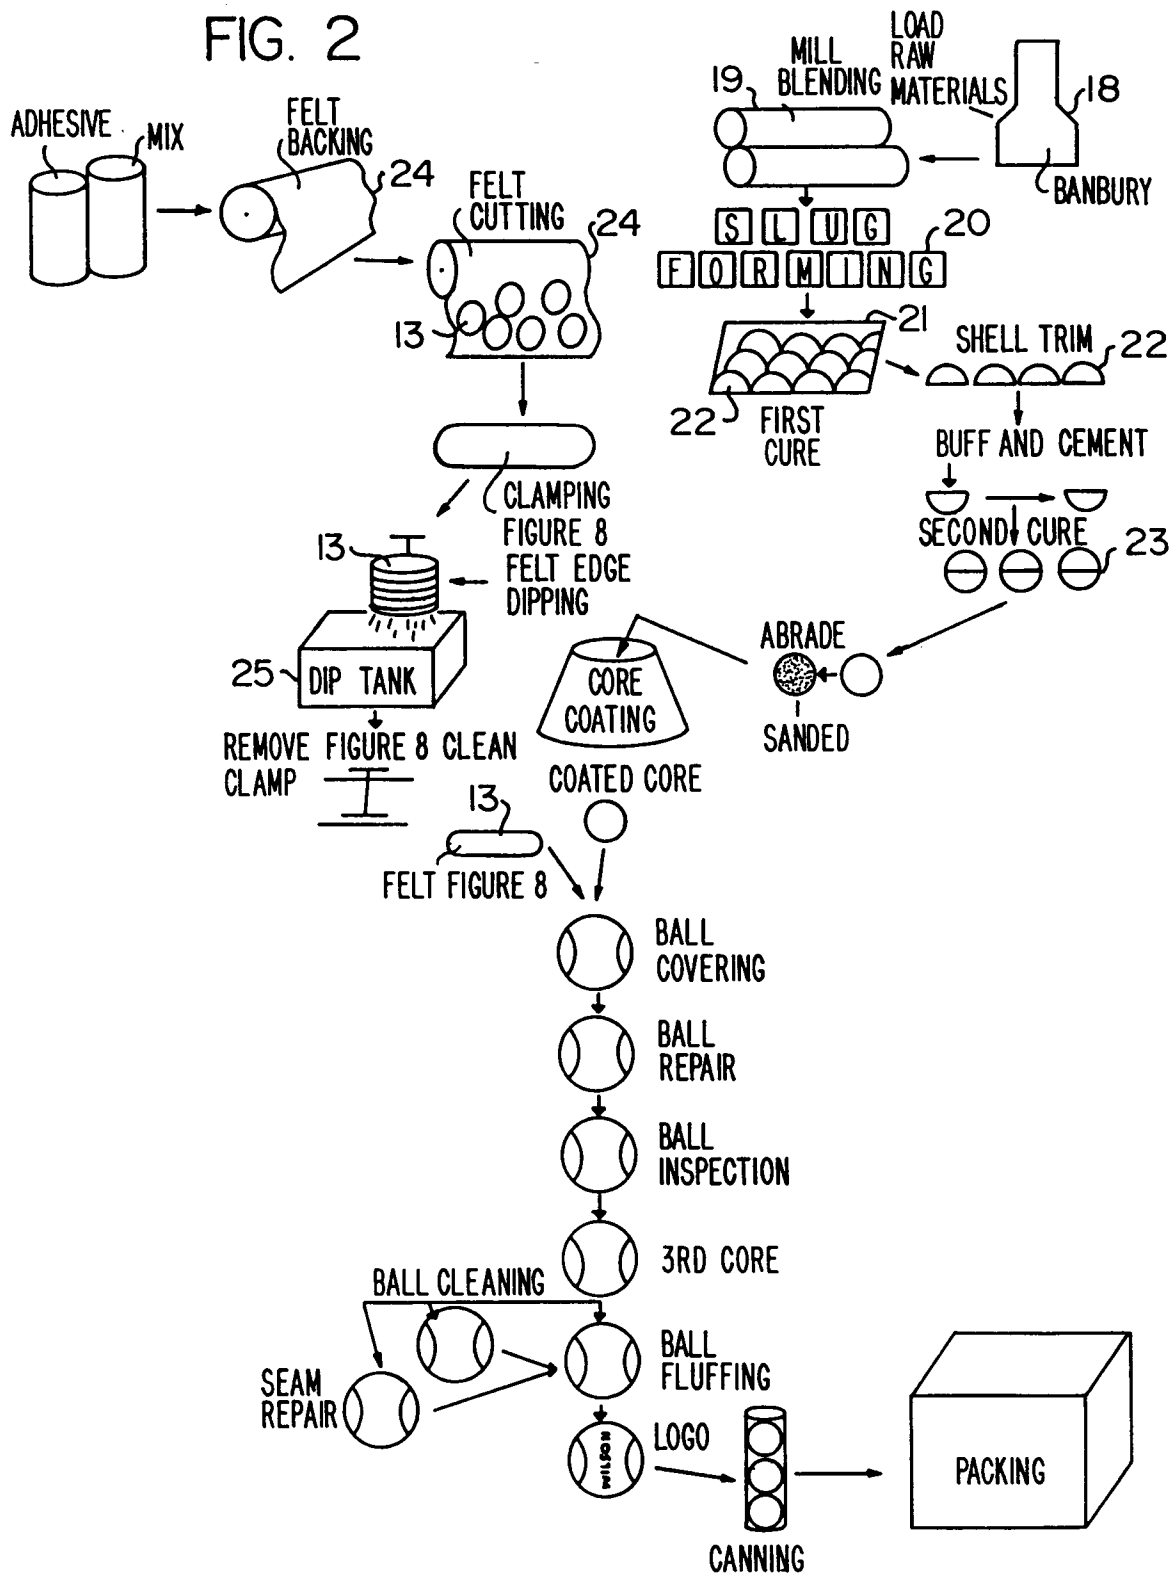 FIG. 2
ADHESIVE
MIX
FELT
BACKING
24
FELT
CUTTING
24
13
LOAD
RAW
MATERIALS
MILL
BLENDING
19
18
BANBURY
SLUG
20
FORMING
21
22
FIRST
CURE
SHELL TRIM
22
BUFF AND CEMENT
SECOND CURE
23
CLAMPING
FIGURE 8
FELT EDGE
DIPPING
13
25
DIP TANK
REMOVE FIGURE 8 CLEAN
CLAMP
ABRADE
SANDED
CORE
COATING
COATED CORE
13
FELT FIGURE 8
BALL
COVERING
BALL
REPAIR
BALL
INSPECTION
3RD CORE
BALL CLEANING
SEAM
REPAIR
BALL
FLUFFING
WILSON
LOGO
CANNING
PACKING